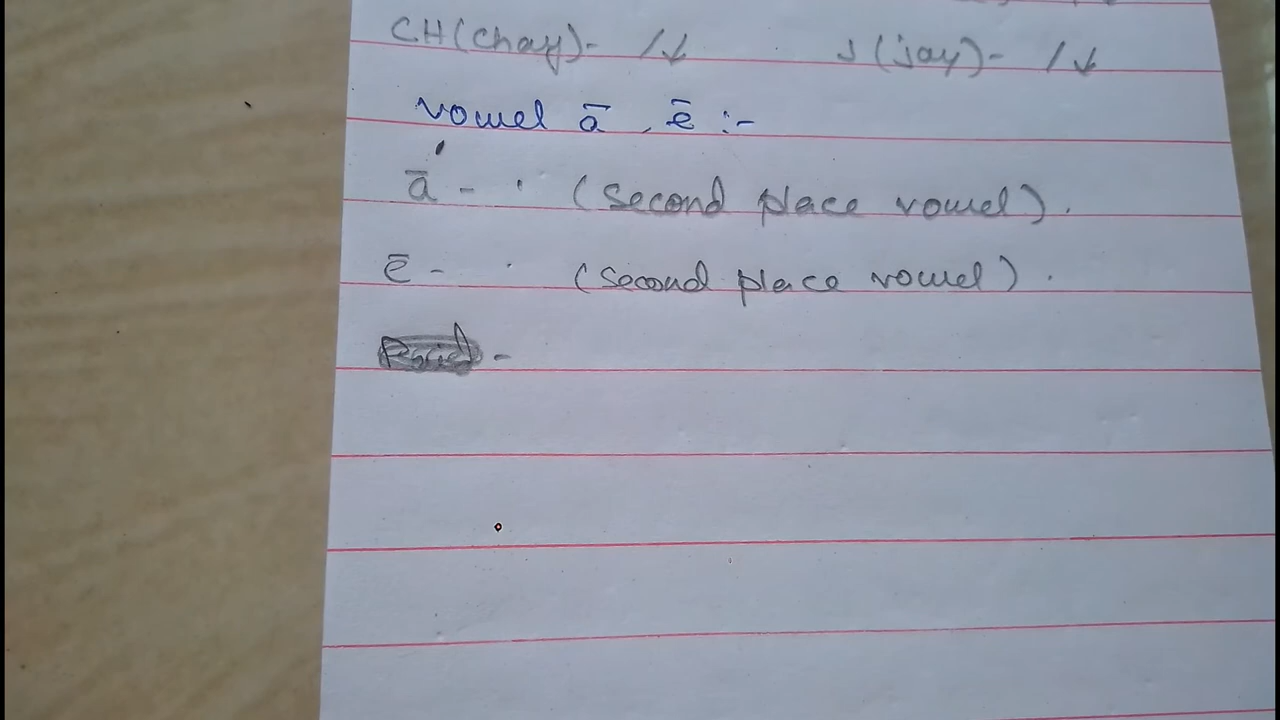 CH(chay)- /↓ J (jay)- /↓
vowel ā , ē :-
ā - · (second place vowel).
ē - · (second place vowel).
-